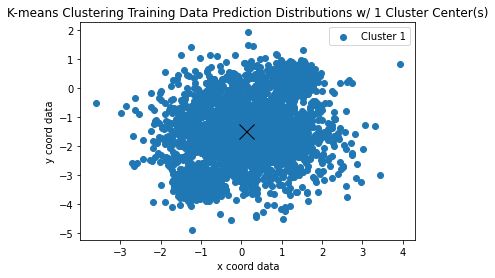 K-means Clustering Training Data Prediction Distributions w/ 1 Cluster Center(s)
Cluster 1
2
1
0
−1
−2
−3
−4
−5
y coord data
−3 −2 −1 0 1 2 3 4
x coord data